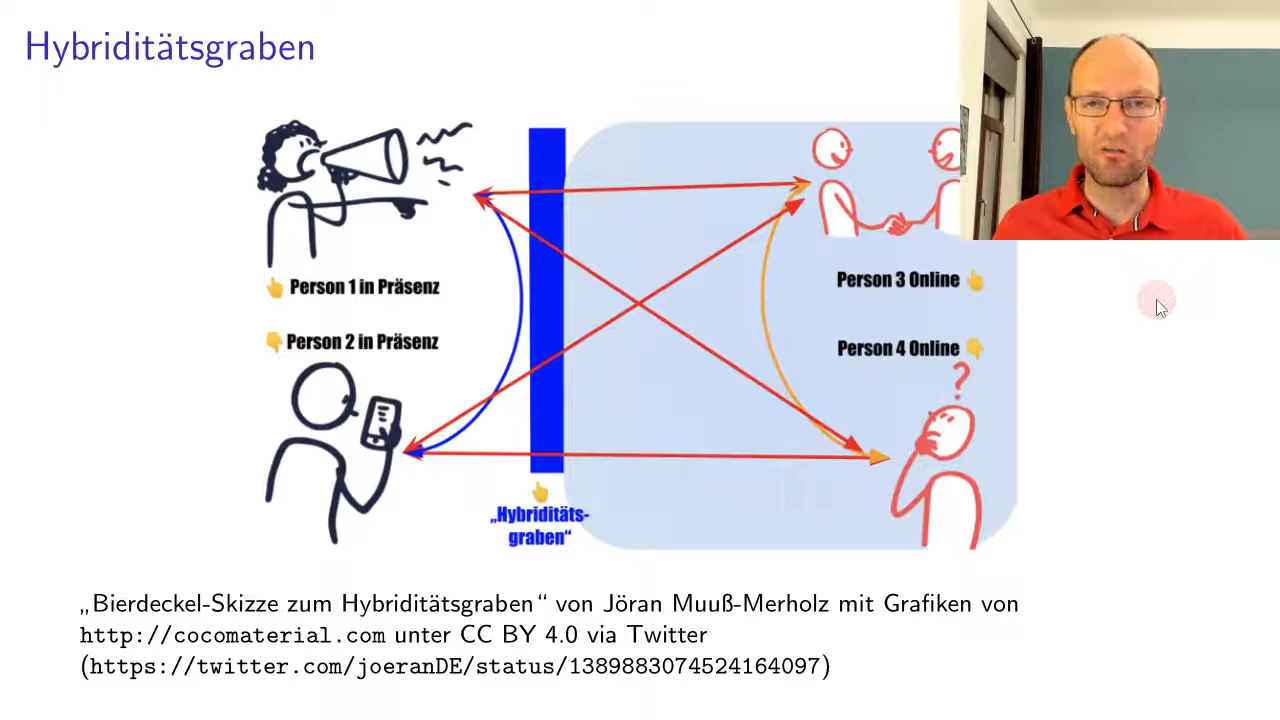 Hybriditätsgraben
👆 Person 1 in Präsenz
👇 Person 2 in Präsenz
Person 3 Online 👆
Person 4 Online 👇
?
👆
„Hybriditäts-
graben“
„Bierdeckel-Skizze zum Hybriditätsgraben“ von Jöran Muuß-Merholz mit Grafiken von
http://cocomaterial.com unter CC BY 4.0 via Twitter
(https://twitter.com/joeranDE/status/1389883074524164097)